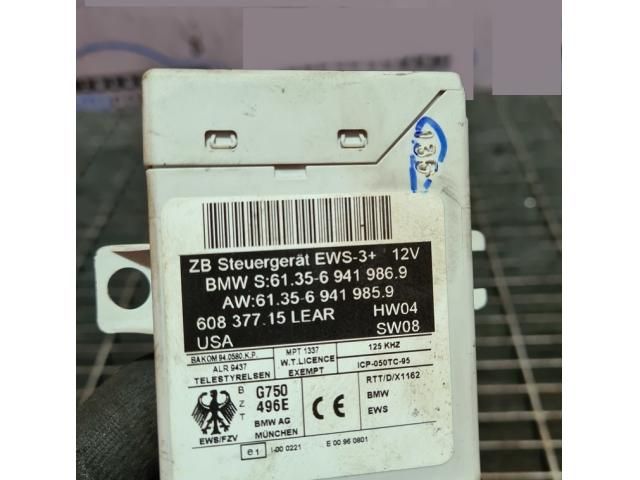 ZB Steuergerät EWS-3+ 12V
BMW S:61.35-6 941 986.9
AW:61.35-6 941 985.9
608 377.15 LEAR HW04
USA SW08
BAKOM 94.0580.K.P. MPT 1337 125 KHZ
ALR 9437 W.T.LICENCE ICP-050TC-95
TELESTYRELSEN EXEMPT
B Z T G750 496E
BMW AG
MÜNCHEN
CE
RTT/D/X1162
BMW
EWS
EWS/FZV
e1 I-00 0221 E 00 96 0801